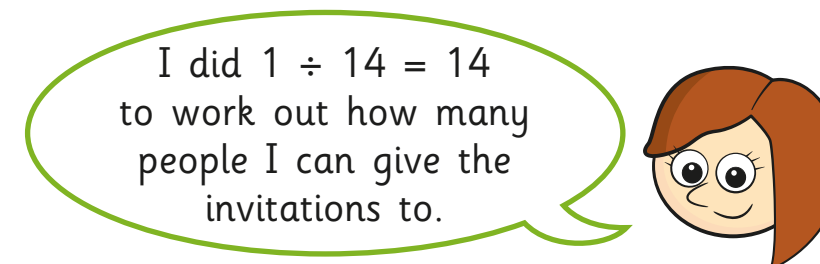 I did 1 ÷ 14 = 14
to work out how many
people I can give the
invitations to.